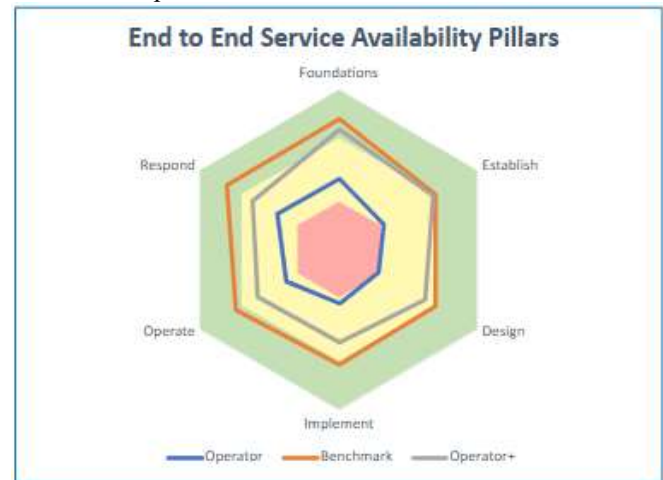 End to End Service Availability Pillars
Foundations
Respond
Establish
Operate
Design
Implement
Operator
Benchmark
Operator+